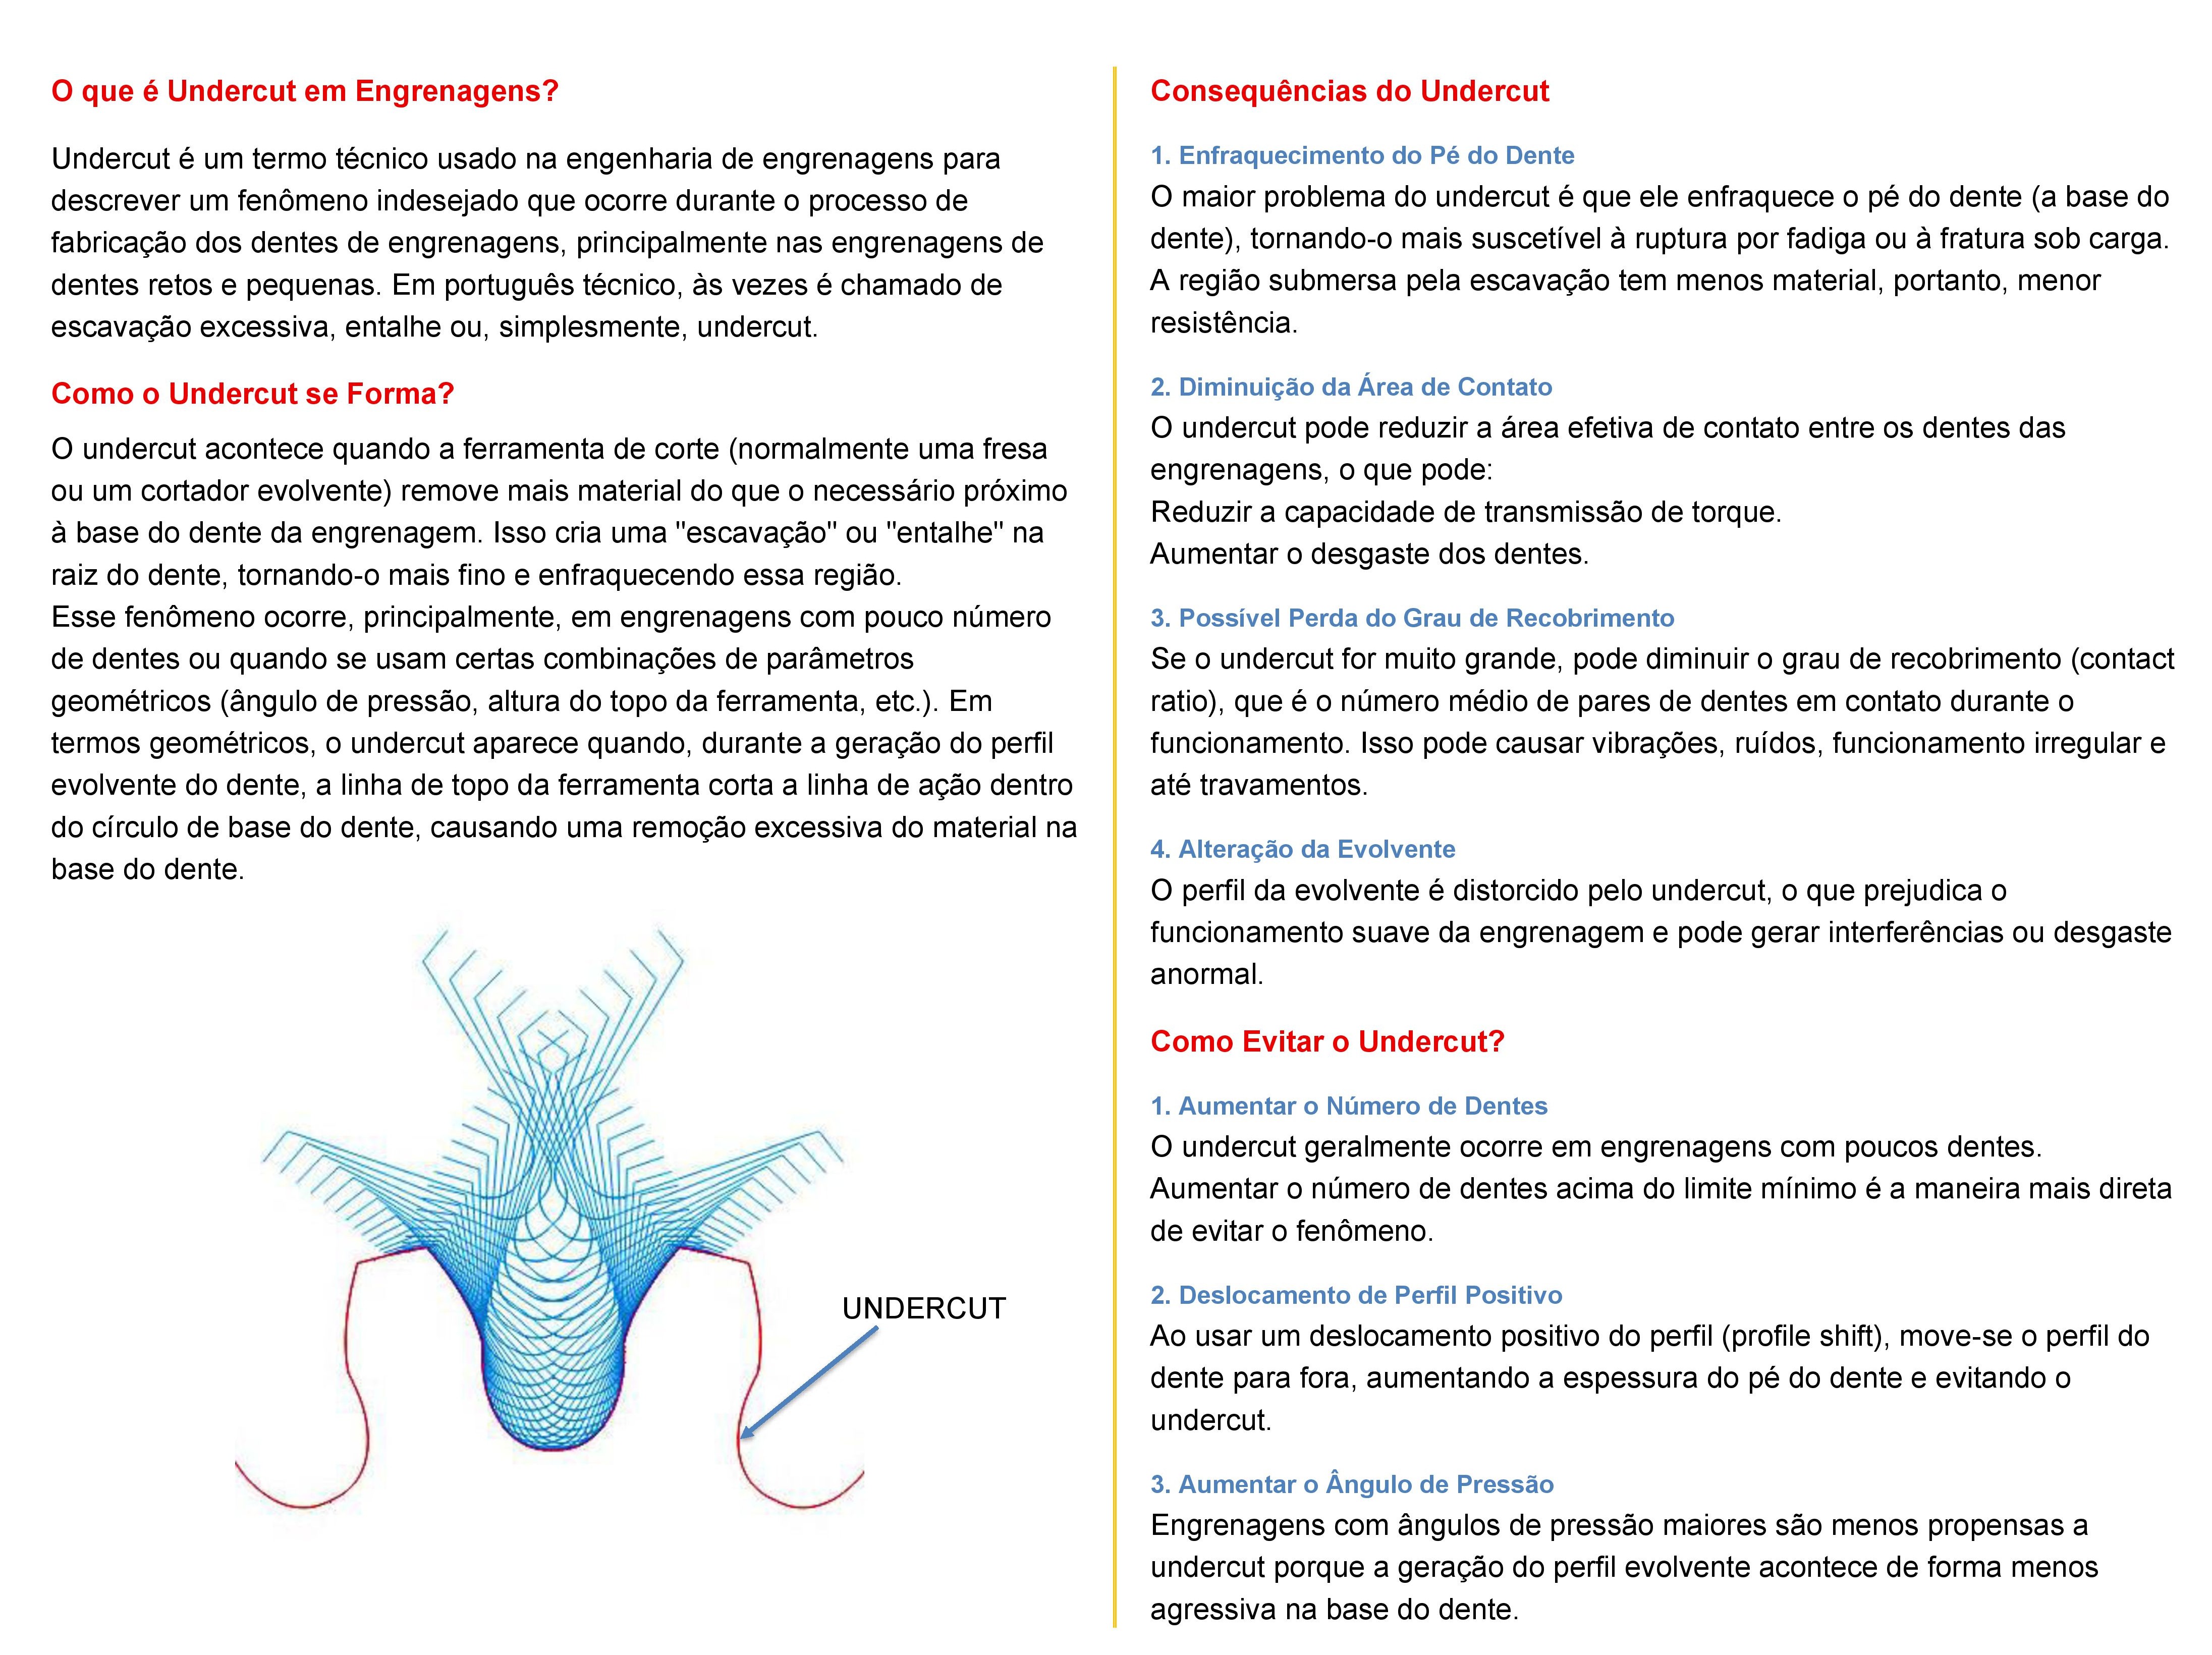 O que é Undercut em Engrenagens?
Undercut é um termo técnico usado na engenharia de engrenagens para
descrever um fenômeno indesejado que ocorre durante o processo de
fabricação dos dentes de engrenagens, principalmente nas engrenagens de
dentes retos e pequenas. Em português técnico, às vezes é chamado de
escavação excessiva, entalhe ou, simplesmente, undercut.
Como o Undercut se Forma?
O undercut acontece quando a ferramenta de corte (normalmente uma fresa
ou um cortador evolvente) remove mais material do que o necessário próximo
à base do dente da engrenagem. Isso cria uma "escavação" ou "entalhe" na
raiz do dente, tornando-o mais fino e enfraquecendo essa região.
Esse fenômeno ocorre, principalmente, em engrenagens com pouco número
de dentes ou quando se usam certas combinações de parâmetros
geométricos (ângulo de pressão, altura do topo da ferramenta, etc.). Em
termos geométricos, o undercut aparece quando, durante a geração do perfil
evolvente do dente, a linha de topo da ferramenta corta a linha de ação dentro
do círculo de base do dente, causando uma remoção excessiva do material na
base do dente.
UNDERCUT
Consequências do Undercut
1. Enfraquecimento do Pé do Dente
O maior problema do undercut é que ele enfraquece o pé do dente (a base do
dente), tornando-o mais suscetível à ruptura por fadiga ou à fratura sob carga.
A região submersa pela escavação tem menos material, portanto, menor
resistência.
2. Diminuição da Área de Contato
O undercut pode reduzir a área efetiva de contato entre os dentes das
engrenagens, o que pode:
Reduzir a capacidade de transmissão de torque.
Aumentar o desgaste dos dentes.
3. Possível Perda do Grau de Recobrimento
Se o undercut for muito grande, pode diminuir o grau de recobrimento (contact
ratio), que é o número médio de pares de dentes em contato durante o
funcionamento. Isso pode causar vibrações, ruídos, funcionamento irregular e
até travamentos.
4. Alteração da Evolvente
O perfil da evolvente é distorcido pelo undercut, o que prejudica o
funcionamento suave da engrenagem e pode gerar interferências ou desgaste
anormal.
Como Evitar o Undercut?
1. Aumentar o Número de Dentes
O undercut geralmente ocorre em engrenagens com poucos dentes.
Aumentar o número de dentes acima do limite mínimo é a maneira mais direta
de evitar o fenômeno.
2. Deslocamento de Perfil Positivo
Ao usar um deslocamento positivo do perfil (profile shift), move-se o perfil do
dente para fora, aumentando a espessura do pé do dente e evitando o
undercut.
3. Aumentar o Ângulo de Pressão
Engrenagens com ângulos de pressão maiores são menos propensas a
undercut porque a geração do perfil evolvente acontece de forma menos
agressiva na base do dente.